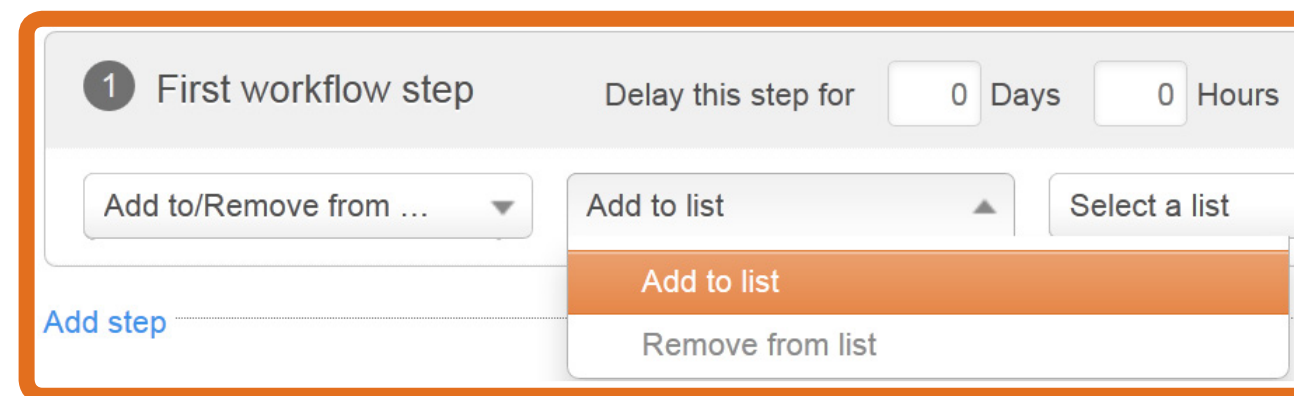 1 First workflow step Delay this step for 0 Days 0 Hours
Add to/Remove from ... Add to list Select a list
Add to list
Add step
Remove from list